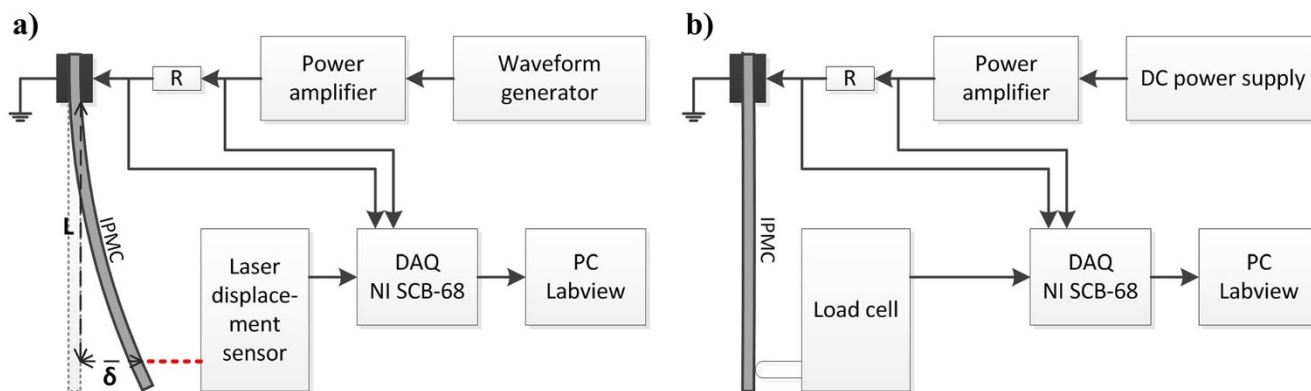 a)
R
Power
amplifier
Waveform
generator
L
IPMC
δ
Laser
displace-
ment
sensor
DAQ
NI SCB-68
PC
Labview
b)
R
Power
amplifier
DC power supply
IPMC
Load cell
DAQ
NI SCB-68
PC
Labview